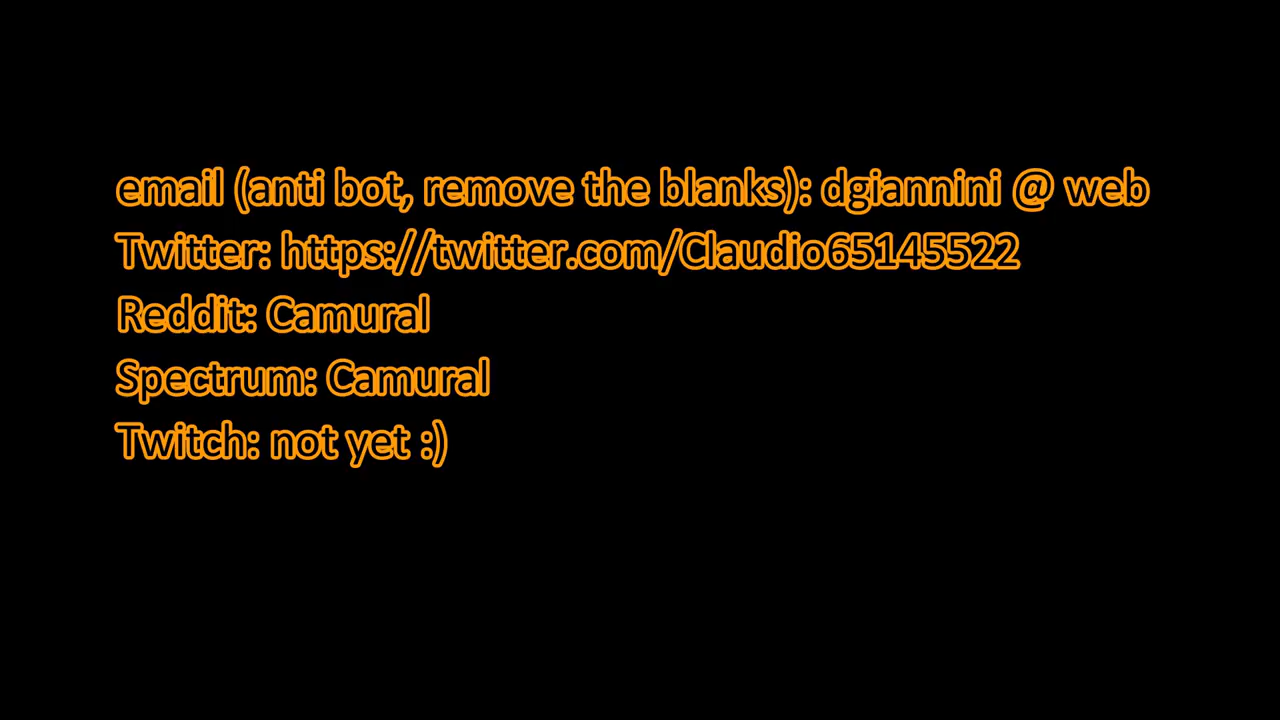 email (anti bot, remove the blanks): dgiannini @ web
Twitter: https://twitter.com/Claudio65145522
Reddit: Camural
Spectrum: Camural
Twitch: not yet :)